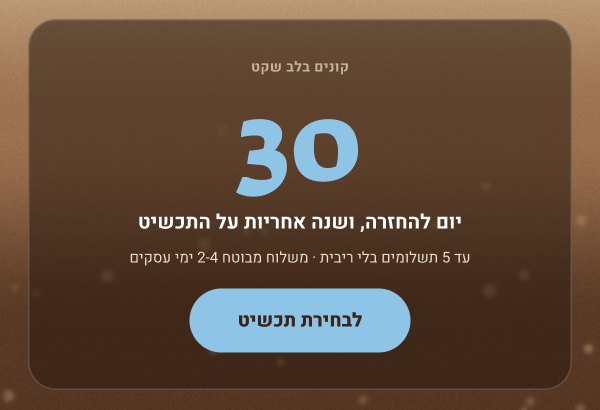 קונים בלב שקט
30
יום להחזרה, ושנה אחריות על התכשיט
עד 5 תשלומים בלי ריבית · משלוח מבוטח 2-4 ימי עסקים
לבחירת תכשיט